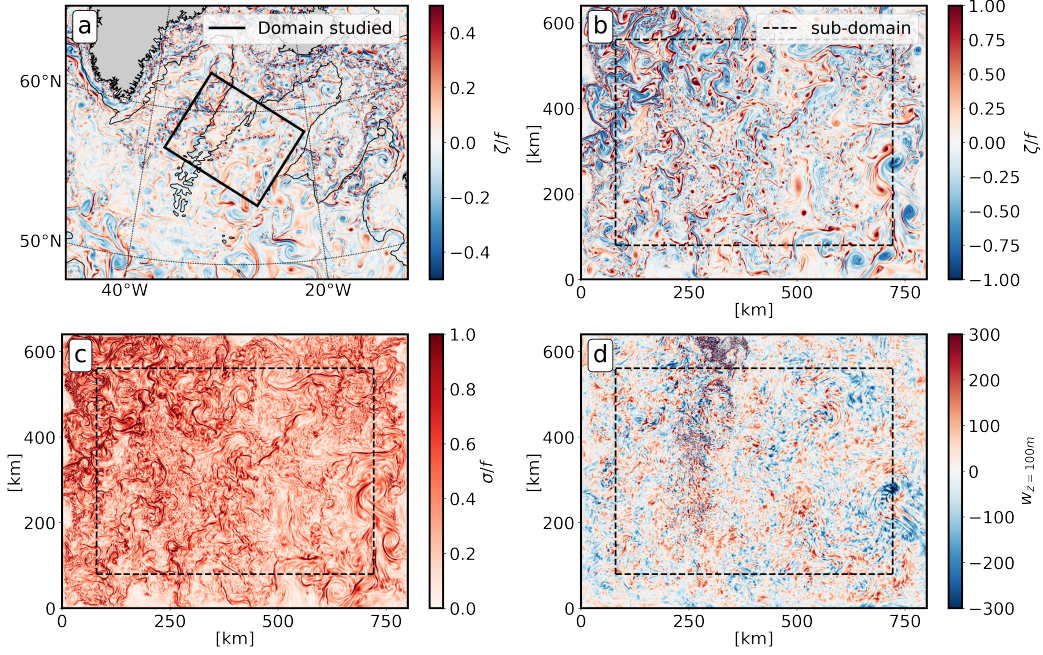 a
Domain studied
60°N
50°N
40°W
20°W
0.4
0.2
0.0
−0.2
−0.4
ζ/f
b
sub-domain
600
400
200
0
[km]
0
250
500
750
[km]
1.00
0.75
0.50
0.25
0.00
−0.25
−0.50
−0.75
−1.00
ζ/f
c
600
400
200
0
[km]
0
250
500
750
[km]
1.0
0.8
0.6
0.4
0.2
0.0
σ/f
d
600
400
200
0
[km]
0
250
500
750
[km]
300
200
100
0
−100
−200
−300
w_{Z=100m}